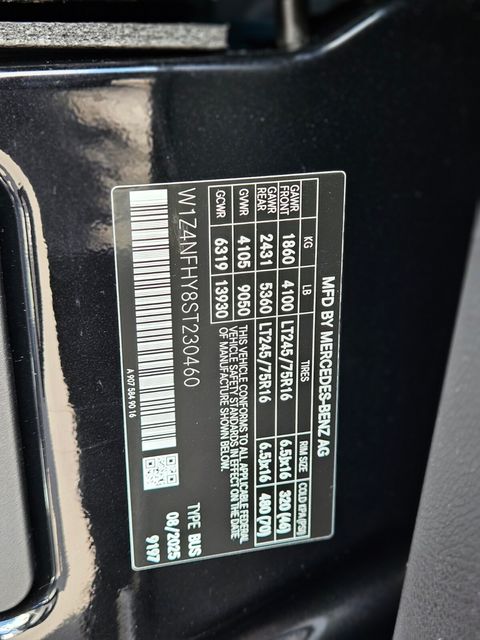 MFD BY MERCEDES-BENZ AG
KG LB TIRES COLD KPA(PSI)
GAWR FRONT 1860 4100 LT245/75R16 6.5Jx16 320 (46)
GAWR REAR 2431 5360 LT245/75R16 6.5Jx16 480 (70)
GVWR 4105 9050
GCWR 6319 13930
THIS VEHICLE CONFORMS TO ALL APPLICABLE FEDERAL MOTOR
VEHICLE SAFETY STANDARDS IN EFFECT ON THE DATE
OF MANUFACTURE SHOWN ABOVE.
W1Z4NFHY8ST230460
TYPE BUS
08/2025
9197
A 907 584 90 16